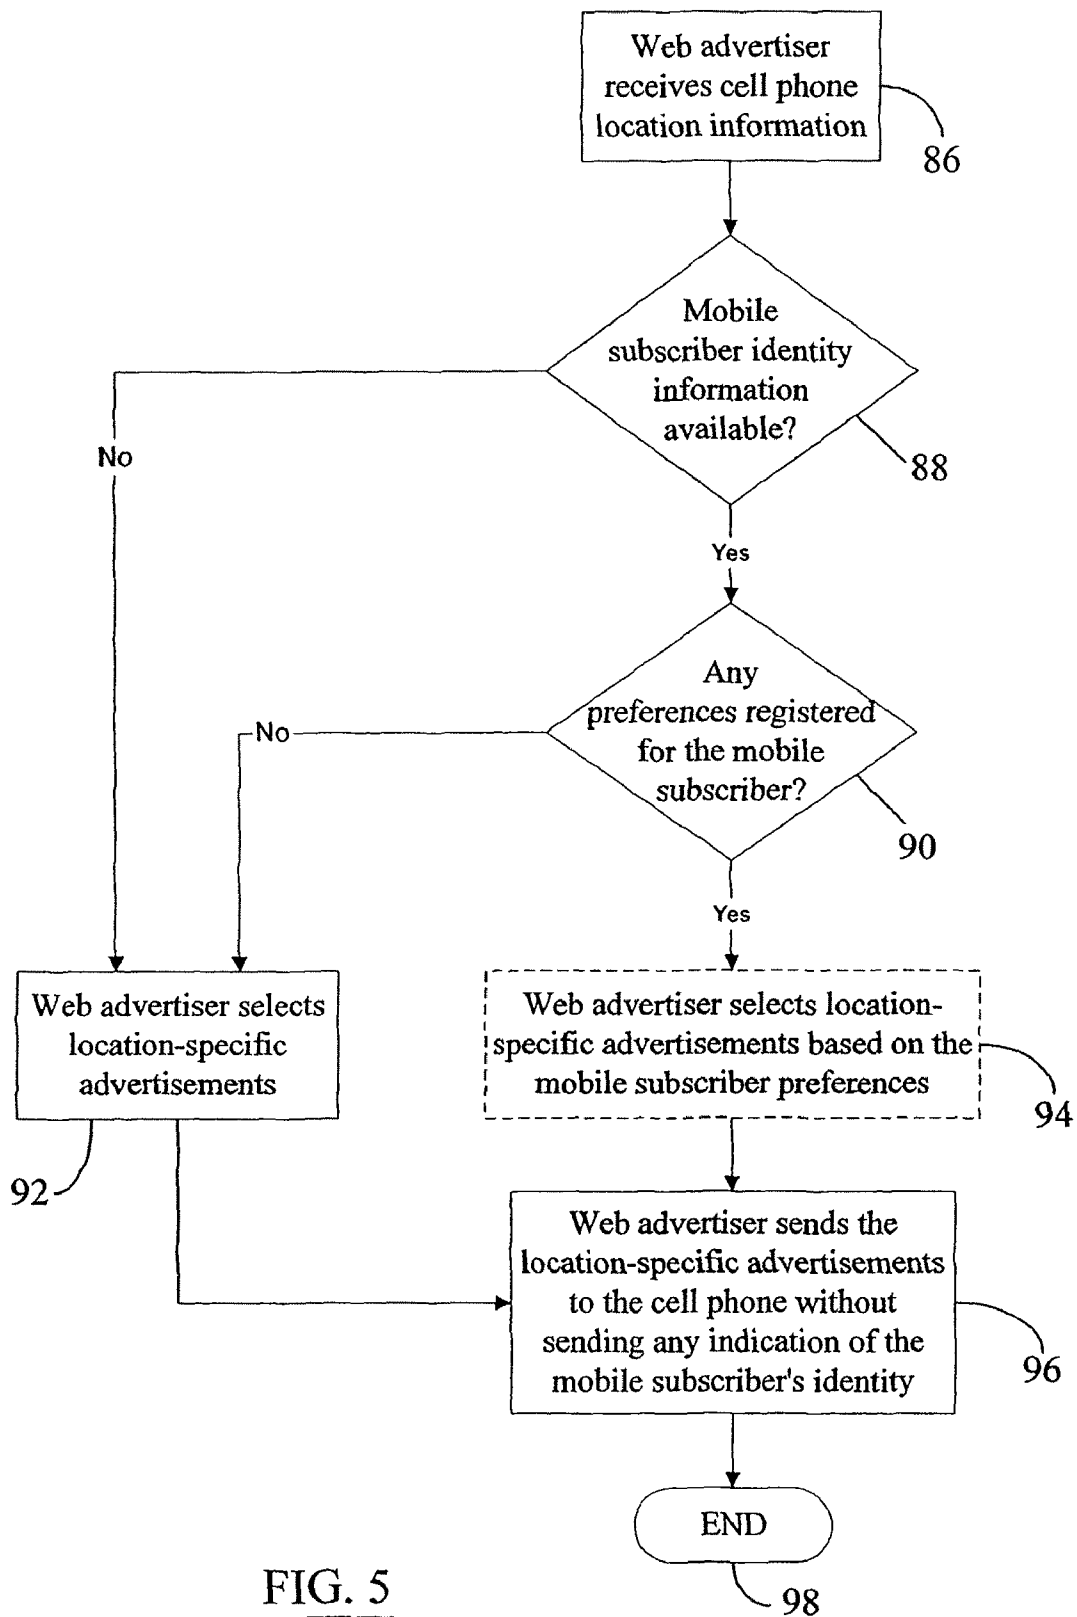 Web advertiser
receives cell phone
location information
86
Mobile
subscriber identity
information
available?
88
No
Yes
Any
preferences registered
for the mobile
subscriber?
90
No
Yes
Web advertiser selects
location-specific
advertisements
92
Web advertiser selects location-
specific advertisements based on the
mobile subscriber preferences
94
Web advertiser sends the
location-specific advertisements
to the cell phone without
sending any indication of the
mobile subscriber's identity
96
END
98
FIG. 5